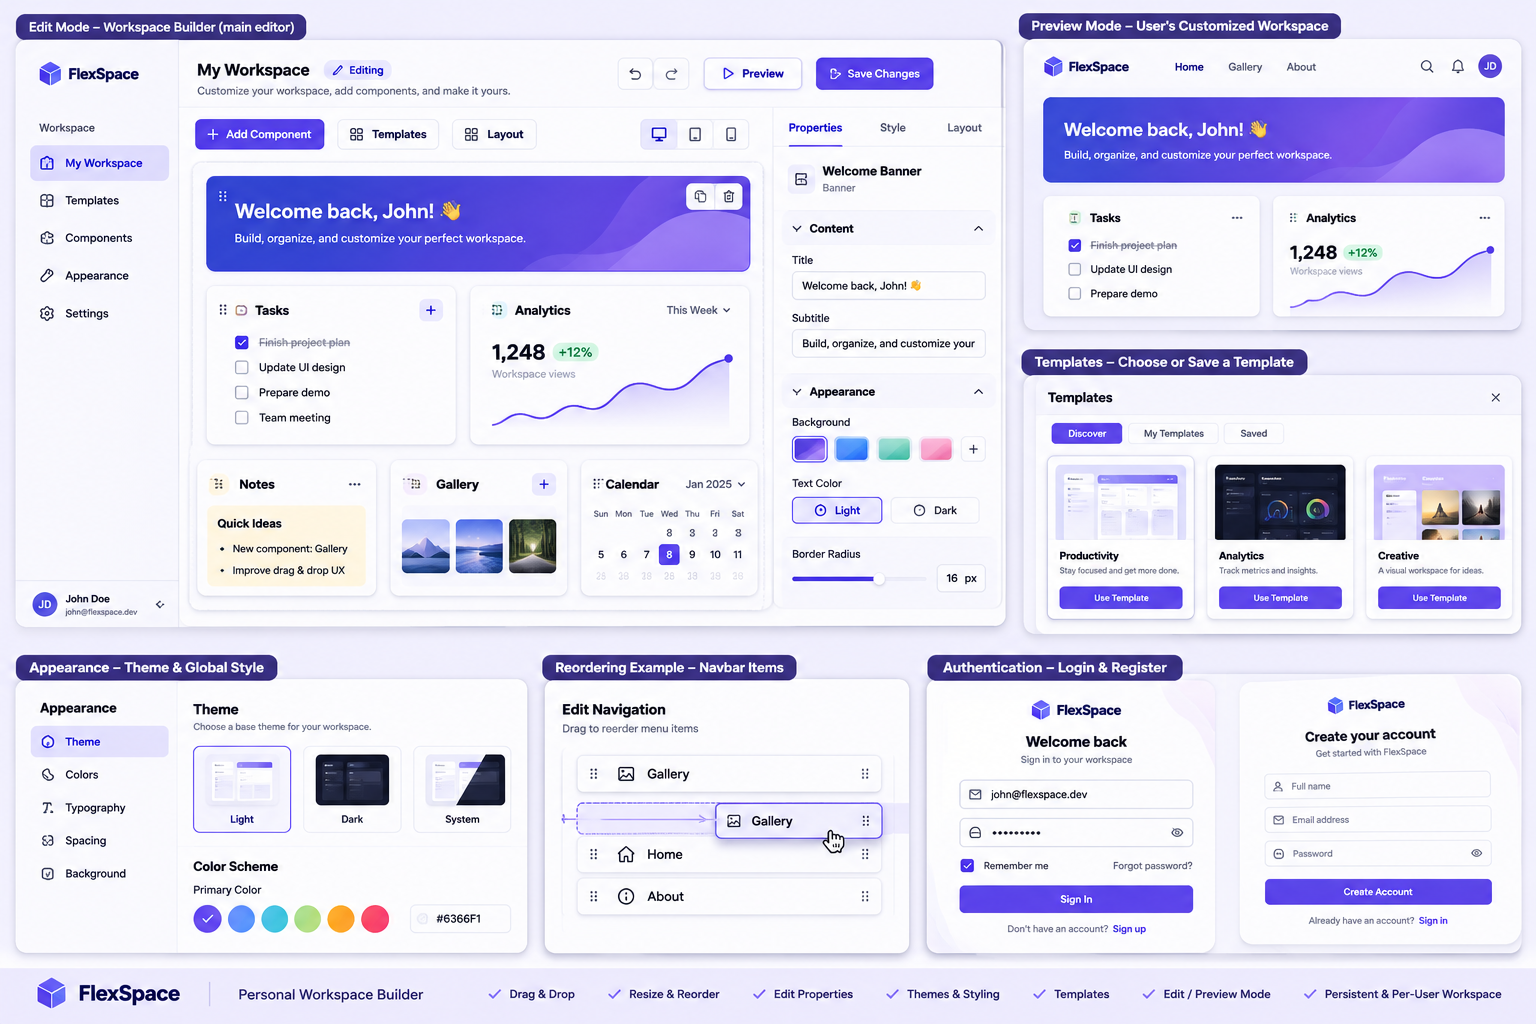 Edit Mode – Workspace Builder (main editor)
FlexSpace
Workspace
My Workspace
Templates
Components
Appearance
Settings
JD
John Doe
john@flexspace.dev
My Workspace
Editing
Customize your workspace, add components, and make it yours.
Preview
Save Changes
Add Component
Templates
Layout
Welcome back, John! 👋
Build, organize, and customize your perfect workspace.
Tasks
Finish project plan
Update UI design
Prepare demo
Team meeting
Analytics
This Week
1,248 +12%
Workspace views
Notes
Quick Ideas
• New component: Gallery
• Improve drag & drop UX
Gallery
Calendar
Jan 2025
Sun Mon Tue Wed Thu Fri Sat
8 3 3 3
5 6 7 8 9 10 11
Properties
Style
Layout
Welcome Banner
Banner
Content
Title
Welcome back, John! 👋
Subtitle
Build, organize, and customize your
Appearance
Background
Text Color
Light
Dark
Border Radius
16 px
Preview Mode – User's Customized Workspace
FlexSpace
Home
Gallery
About
JD
Welcome back, John! 👋
Build, organize, and customize your perfect workspace.
Tasks
Finish project plan
Update UI design
Prepare demo
Analytics
1,248 +12%
Workspace views
Templates – Choose or Save a Template
Templates
Discover
My Templates
Saved
Productivity
Stay focused and get more done.
Use Template
Analytics
Track metrics and insights.
Use Template
Creative
A visual workspace for ideas.
Use Template
Appearance – Theme & Global Style
Appearance
Theme
Colors
Typography
Spacing
Background
Theme
Choose a base theme for your workspace.
Light
Dark
System
Color Scheme
Primary Color
#6366F1
Reordering Example – Navbar Items
Edit Navigation
Drag to reorder menu items
Gallery
Gallery
Home
About
Authentication – Login & Register
FlexSpace
Welcome back
Sign in to your workspace
john@flexspace.dev
•••••••••
Remember me
Forgot password?
Sign In
Don't have an account? Sign up
FlexSpace
Create your account
Get started with FlexSpace
Full name
Email address
Password
Create Account
Already have an account? Sign in
FlexSpace
Personal Workspace Builder
Drag & Drop
Resize & Reorder
Edit Properties
Themes & Styling
Templates
Edit / Preview Mode
Persistent & Per-User Workspace